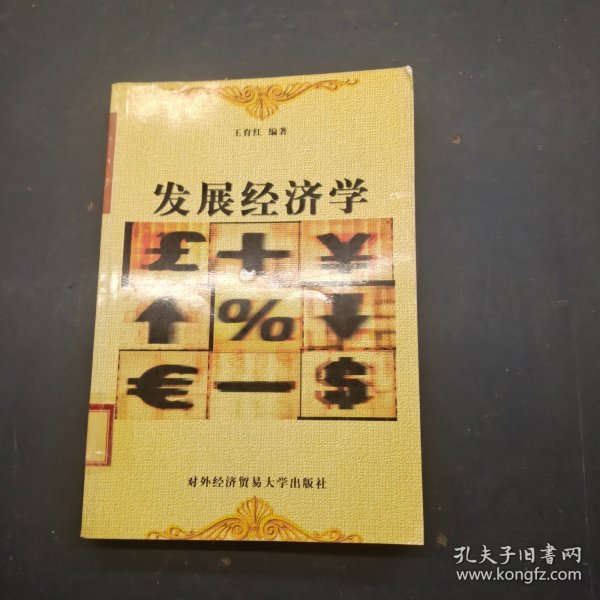 王育红 编著
发展经济学
£ + ¥
↑ % ↓
€ — $
对外经济贸易大学出版社
孔夫子旧书网
www.kongfz.com